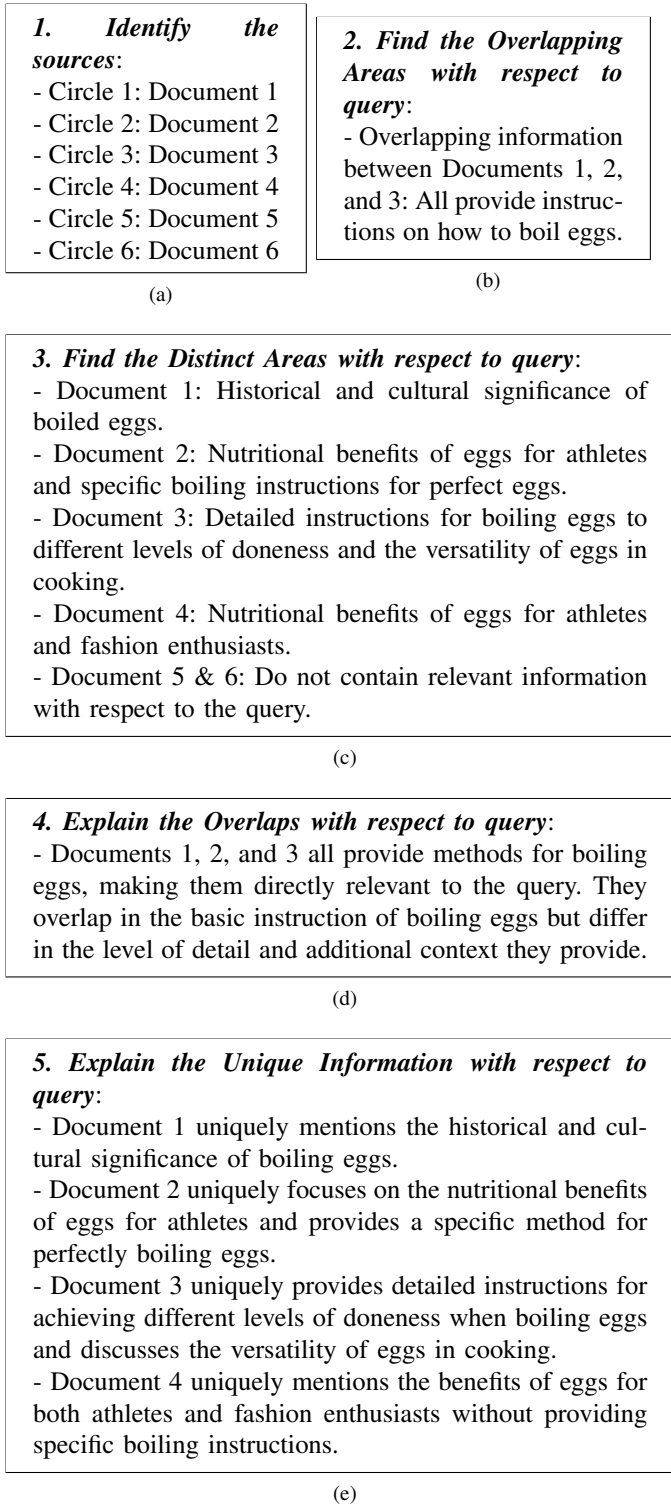 1. Identify the
sources:
- Circle 1: Document 1
- Circle 2: Document 2
- Circle 3: Document 3
- Circle 4: Document 4
- Circle 5: Document 5
- Circle 6: Document 6
(a)
2. Find the Overlapping
Areas with respect to
query:
- Overlapping information
between Documents 1, 2,
and 3: All provide instruc-
tions on how to boil eggs.
(b)
3. Find the Distinct Areas with respect to query:
- Document 1: Historical and cultural significance of
boiled eggs.
- Document 2: Nutritional benefits of eggs for athletes
and specific boiling instructions for perfect eggs.
- Document 3: Detailed instructions for boiling eggs to
different levels of doneness and the versatility of eggs in
cooking.
- Document 4: Nutritional benefits of eggs for athletes
and fashion enthusiasts.
- Document 5 & 6: Do not contain relevant information
with respect to the query.
(c)
4. Explain the Overlaps with respect to query:
- Documents 1, 2, and 3 all provide methods for boiling
eggs, making them directly relevant to the query. They
overlap in the basic instruction of boiling eggs but differ
in the level of detail and additional context they provide.
(d)
5. Explain the Unique Information with respect to
query:
- Document 1 uniquely mentions the historical and cul-
tural significance of boiling eggs.
- Document 2 uniquely focuses on the nutritional benefits
of eggs for athletes and provides a specific method for
perfectly boiling eggs.
- Document 3 uniquely provides detailed instructions for
achieving different levels of doneness when boiling eggs
and discusses the versatility of eggs in cooking.
- Document 4 uniquely mentions the benefits of eggs for
both athletes and fashion enthusiasts without providing
specific boiling instructions.
(e)